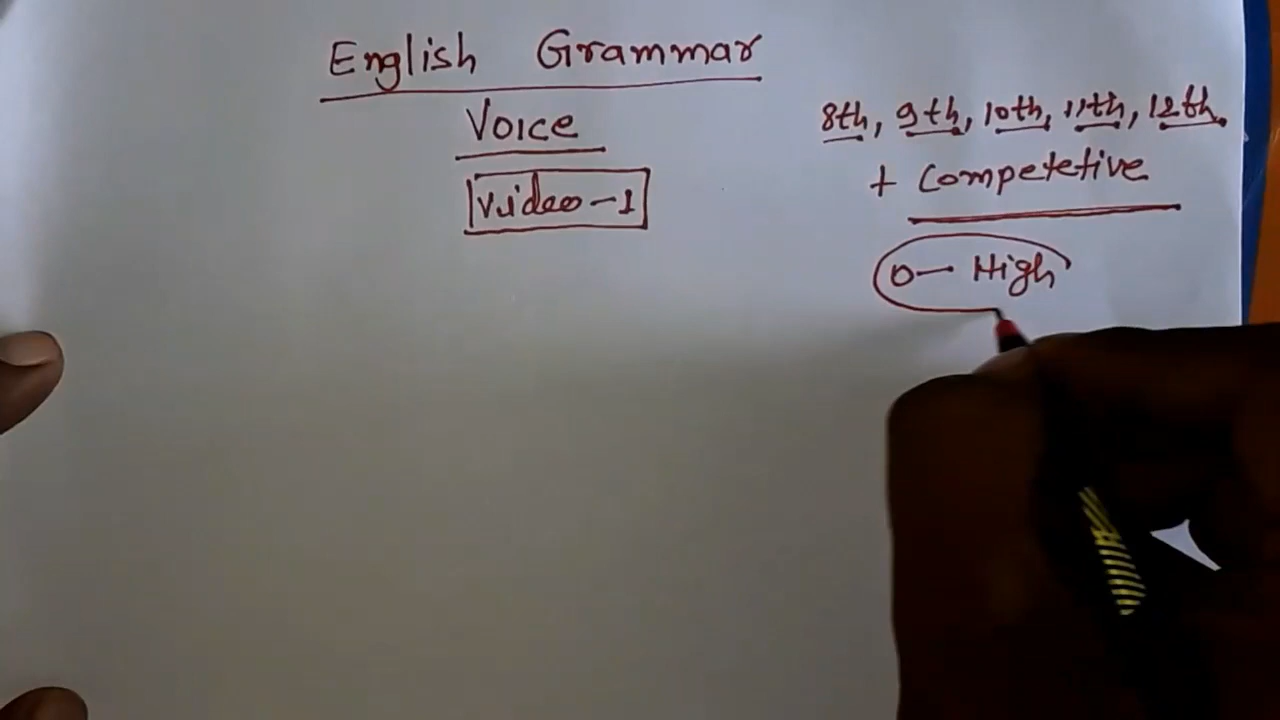 English Grammar
Voice
Video-1
8th, 9th, 10th, 11th, 12th
+ Competetive
0- High